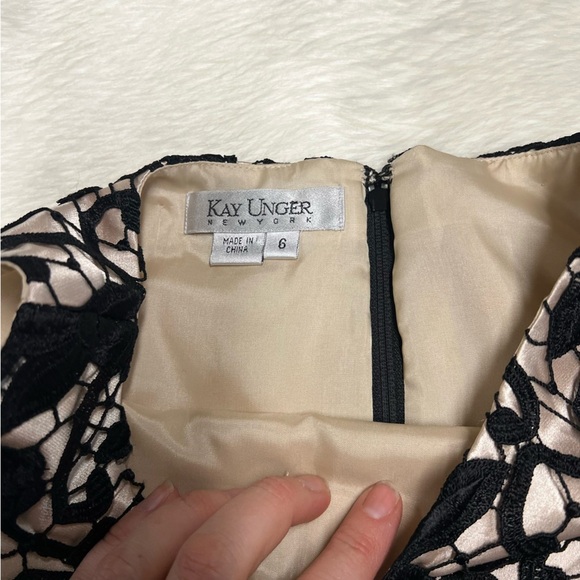 KAY UNGER
NEW YORK
MADE IN
CHINA
6